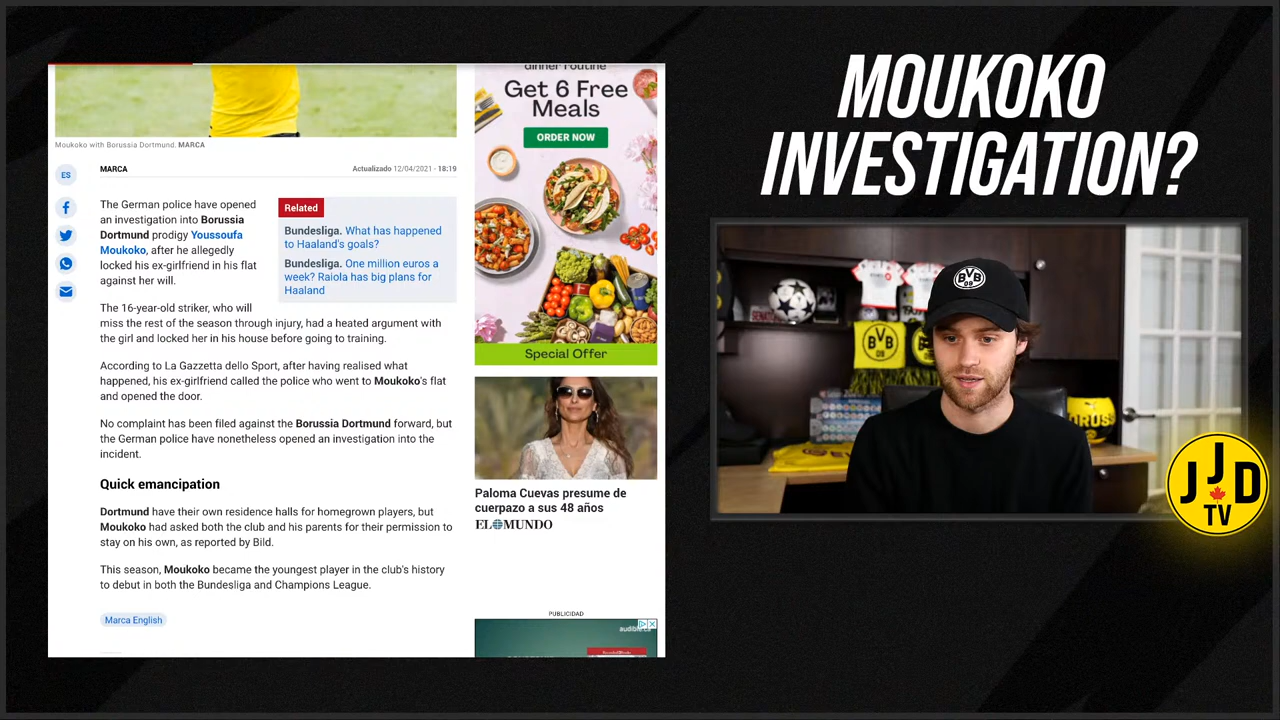 MOUKOKO
INVESTIGATION?
dinner routine
Get 6 Free
Meals
ORDER NOW
Special Offer
Moukoko with Borussia Dortmund. MARCA
ES
MARCA
Actualizado 12/04/2021 - 18:19
The German police have opened
an investigation into Borussia
Dortmund prodigy Youssoufa
Moukoko, after he allegedly
locked his ex-girlfriend in his flat
against her will.
Related
Bundesliga. What has happened
to Haaland's goals?
Bundesliga. One million euros a
week? Raiola has big plans for
Haaland
The 16-year-old striker, who will
miss the rest of the season through injury, had a heated argument with
the girl and locked her in his house before going to training.
According to La Gazzetta dello Sport, after having realised what
happened, his ex-girlfriend called the police who went to Moukoko's flat
and opened the door.
No complaint has been filed against the Borussia Dortmund forward, but
the German police have nonetheless opened an investigation into the
incident.
Quick emancipation
Dortmund have their own residence halls for homegrown players, but
Moukoko had asked both the club and his parents for their permission to
stay on his own, as reported by Bild.
This season, Moukoko became the youngest player in the club's history
to debut in both the Bundesliga and Champions League.
Marca English
Paloma Cuevas presume de
cuerpazo a sus 48 años
EL MUNDO
PUBLICIDAD
audible.ca
BVB
09
BVB
09
JJD
TV